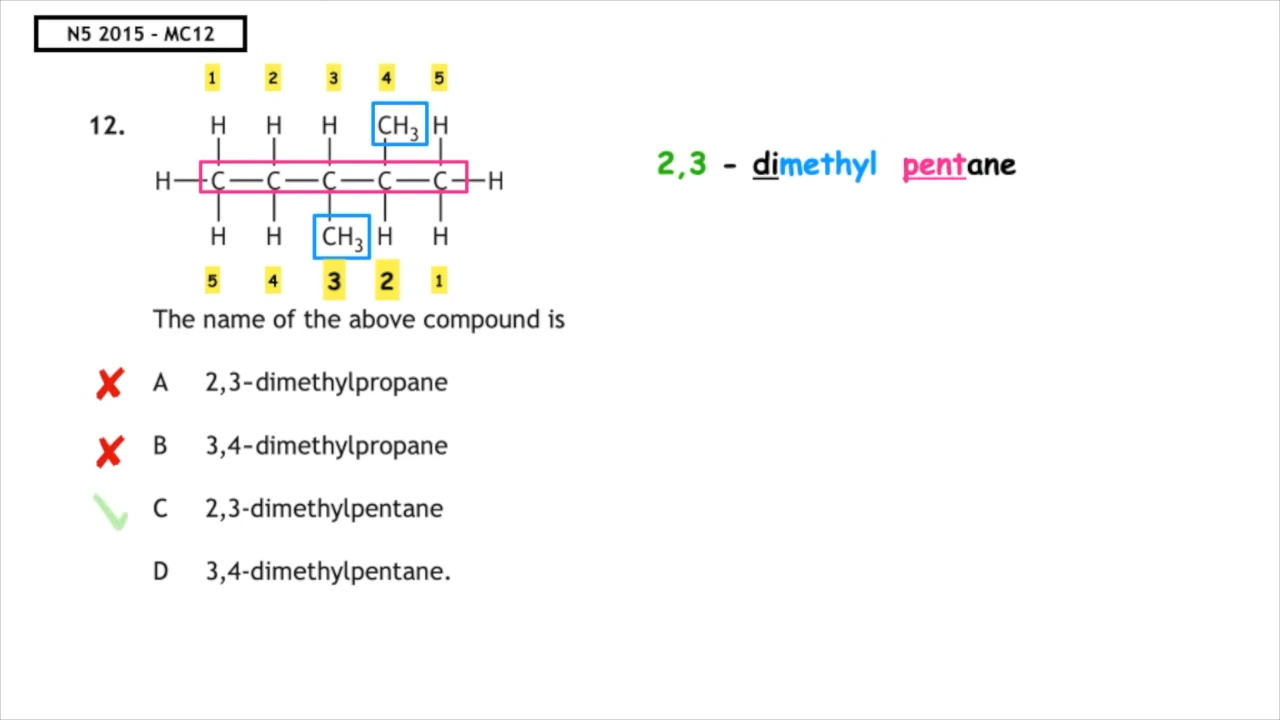 N5 2015 - MC12
1 2 3 4 5
12. H H H CH3 H
2,3 - dimethyl pentane
H C C C C C H
H H CH3 H H
5 4 3 2 1
The name of the above compound is
A 2,3-dimethylpropane
B 3,4-dimethylpropane
C 2,3-dimethylpentane
D 3,4-dimethylpentane.